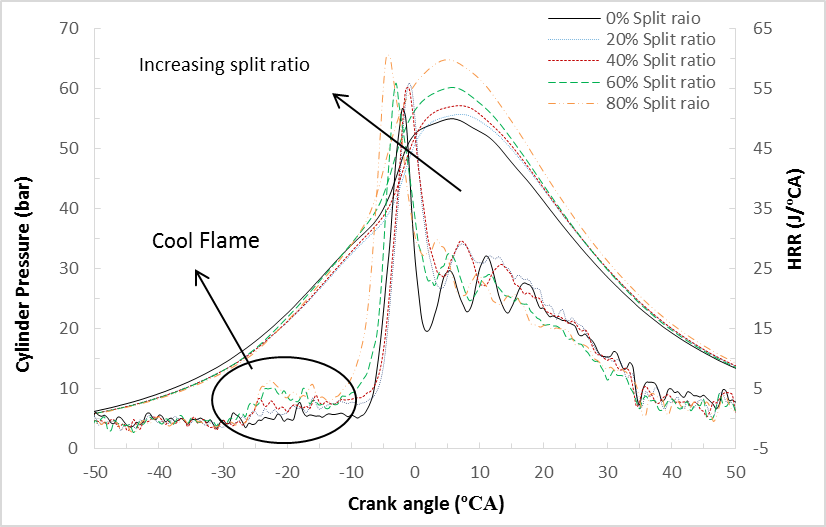 0% Split raio
20% Split ratio
40% Split ratio
60% Split ratio
80% Split raio
Increasing split ratio
Cool Flame
Cylinder Pressure (bar)
70
60
50
40
30
20
10
0
65
55
45
35
25
15
5
-5
HRR (J/ºCA)
-50 -40 -30 -20 -10 0 10 20 30 40 50
Crank angle (ºCA)